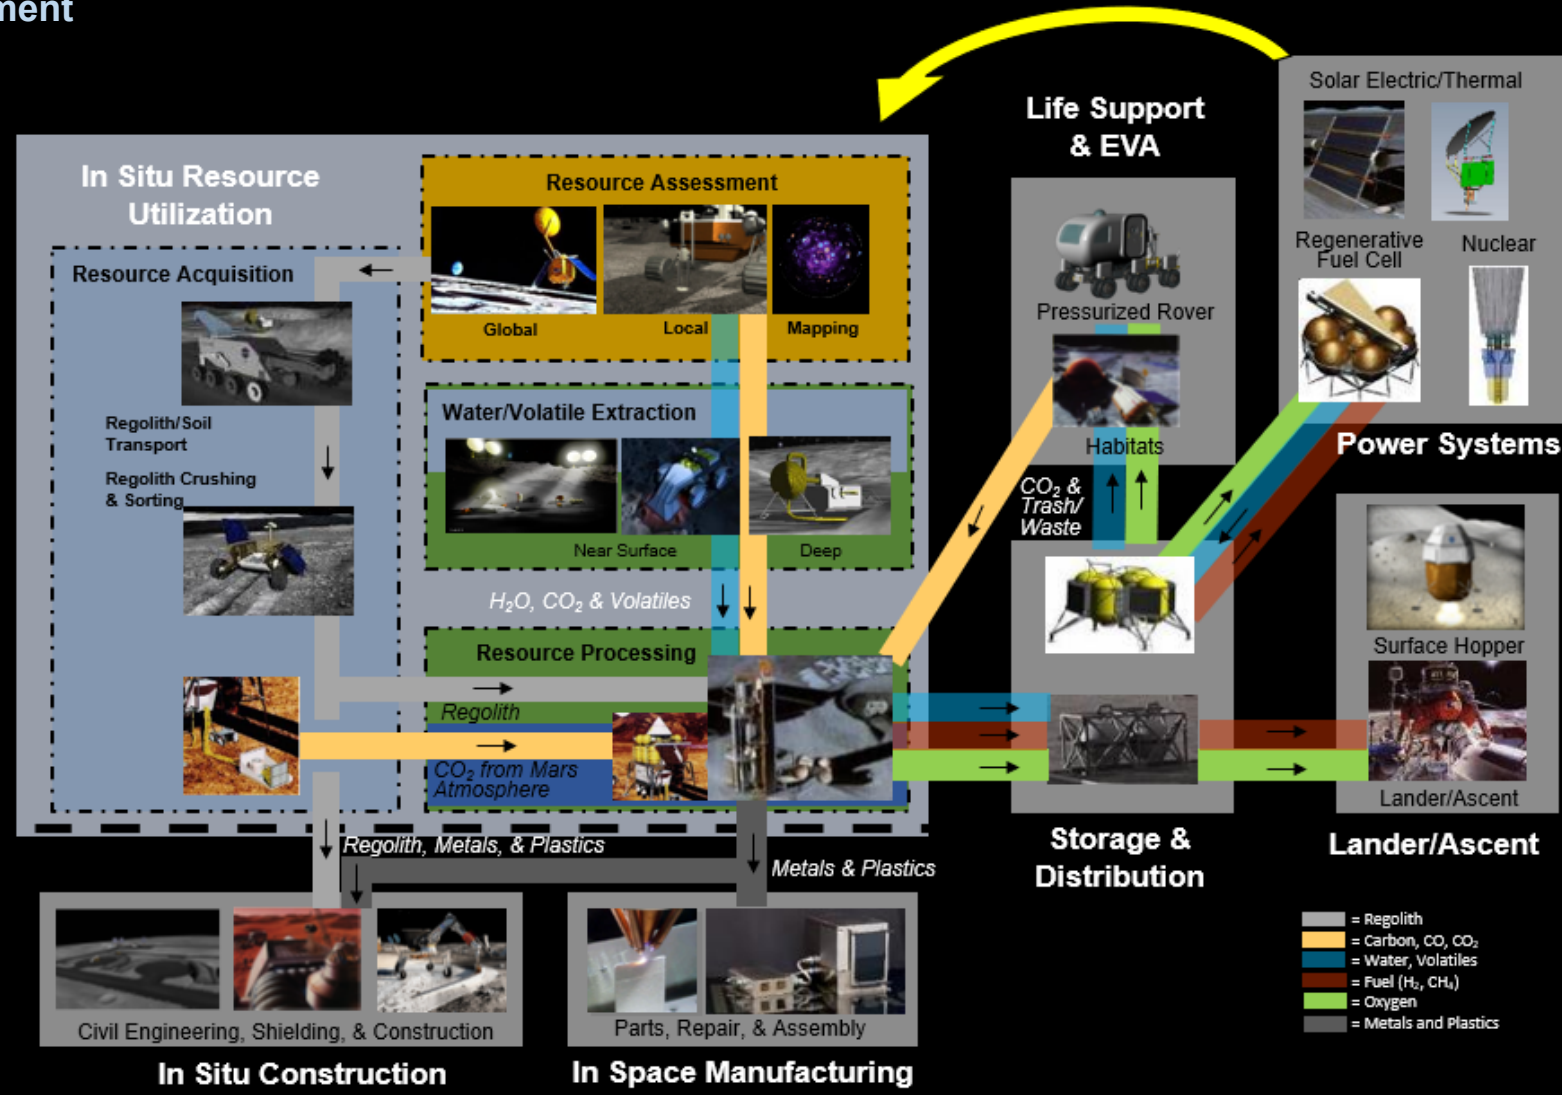 ment
In Situ Resource
Utilization
Resource Assessment
Global
Local
Mapping
Resource Acquisition
Regolith/Soil
Transport
Regolith Crushing
& Sorting
Water/Volatile Extraction
Near Surface
Deep
H₂O, CO₂ & Volatiles
Resource Processing
Regolith
CO₂ from Mars
Atmosphere
Regolith, Metals, & Plastics
Metals & Plastics
Civil Engineering, Shielding, & Construction
In Situ Construction
Parts, Repair, & Assembly
In Space Manufacturing
Life Support
& EVA
Pressurized Rover
Habitats
CO₂ &
Trash/
Waste
Storage &
Distribution
Solar Electric/Thermal
Regenerative
Fuel Cell
Nuclear
Power Systems
Surface Hopper
Lander/Ascent
Lander/Ascent
= Regolith
= Carbon, CO, CO₂
= Water, Volatiles
= Fuel (H₂, CH₄)
= Oxygen
= Metals and Plastics